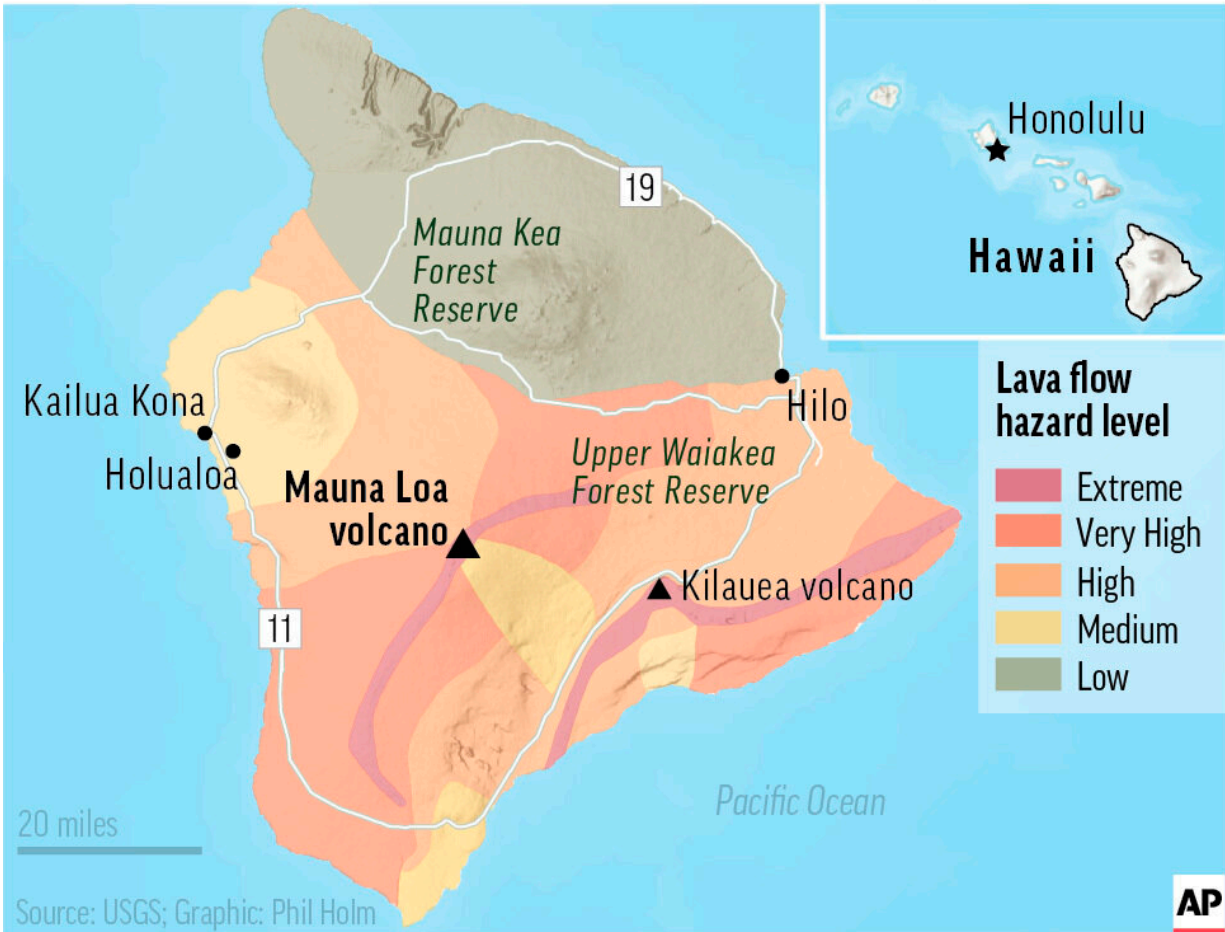 Honolulu
Hawaii
19
Mauna Kea
Forest
Reserve
Kailua Kona
Holualoa
Hilo
Upper Waiakea
Forest Reserve
Mauna Loa
volcano
Kilauea volcano
11
Lava flow
hazard level
Extreme
Very High
High
Medium
Low
Pacific Ocean
20 miles
Source: USGS; Graphic: Phil Holm
AP